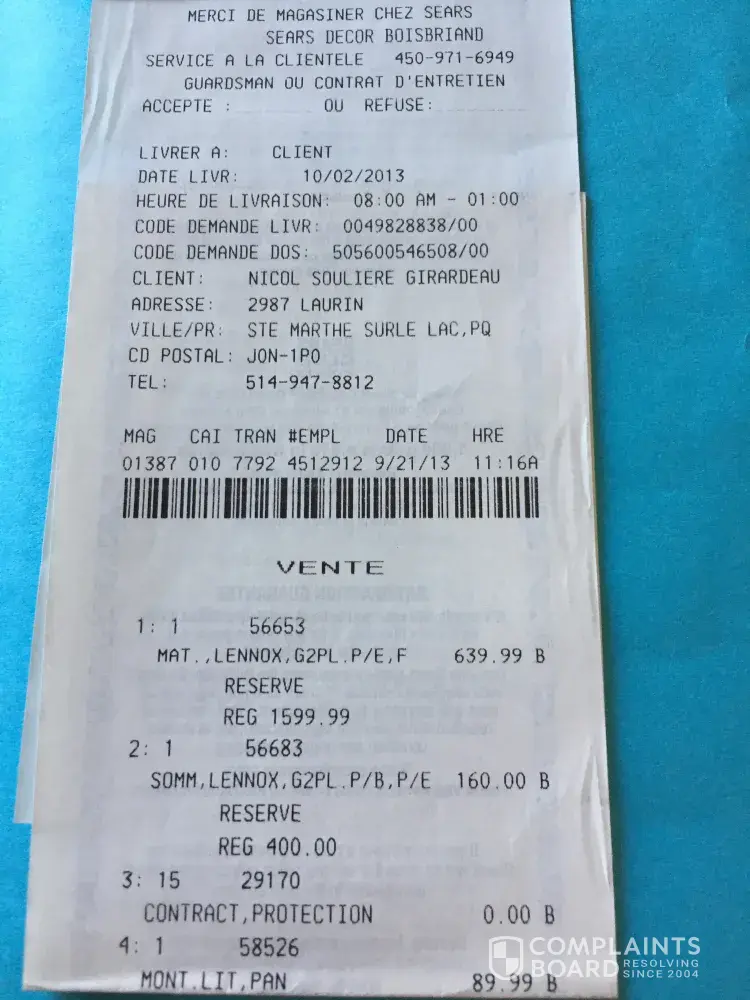 MERCI DE MAGASINER CHEZ SEARS
SEARS DECOR BOISBRIAND
SERVICE A LA CLIENTELE 450-971-6949
GUARDSMAN OU CONTRAT D'ENTRETIEN
ACCEPTE : OU REFUSE:
LIVRER A: CLIENT
DATE LIVR: 10/02/2013
HEURE DE LIVRAISON: 08:00 AM - 01:00
CODE DEMANDE LIVR: 0049828838/00
CODE DEMANDE DOS: 505600546508/00
CLIENT: NICOL SOULIERE GIRARDEAU
ADRESSE: 2987 LAURIN
VILLE/PR: STE MARTHE SURLE LAC,PQ
CD POSTAL: J0N-1P0
TEL: 514-947-8812
MAG CAI TRAN #EMPL DATE HRE
01387 010 7792 4512912 9/21/13 11:16A
VENTE
1: 1 56653
MAT.,LENNOX,G2PL.P/E,F 639.99 B
RESERVE
REG 1599.99
2: 1 56683
SOMM,LENNOX,G2PL.P/B,P/E 160.00 B
RESERVE
REG 400.00
3: 15 29170
CONTRACT,PROTECTION 0.00 B
4: 1 58526
MONT.LIT,PAN 89.99 B
COMPLAINTS
BOARD RESOLVING
SINCE 2004